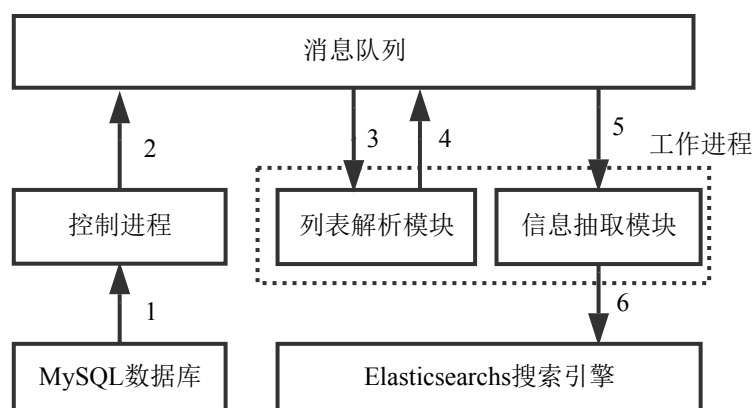 消息队列
2
3
4
5
工作进程
控制进程
列表解析模块
信息抽取模块
1
6
MySQL数据库
Elasticsearchs搜索引擎